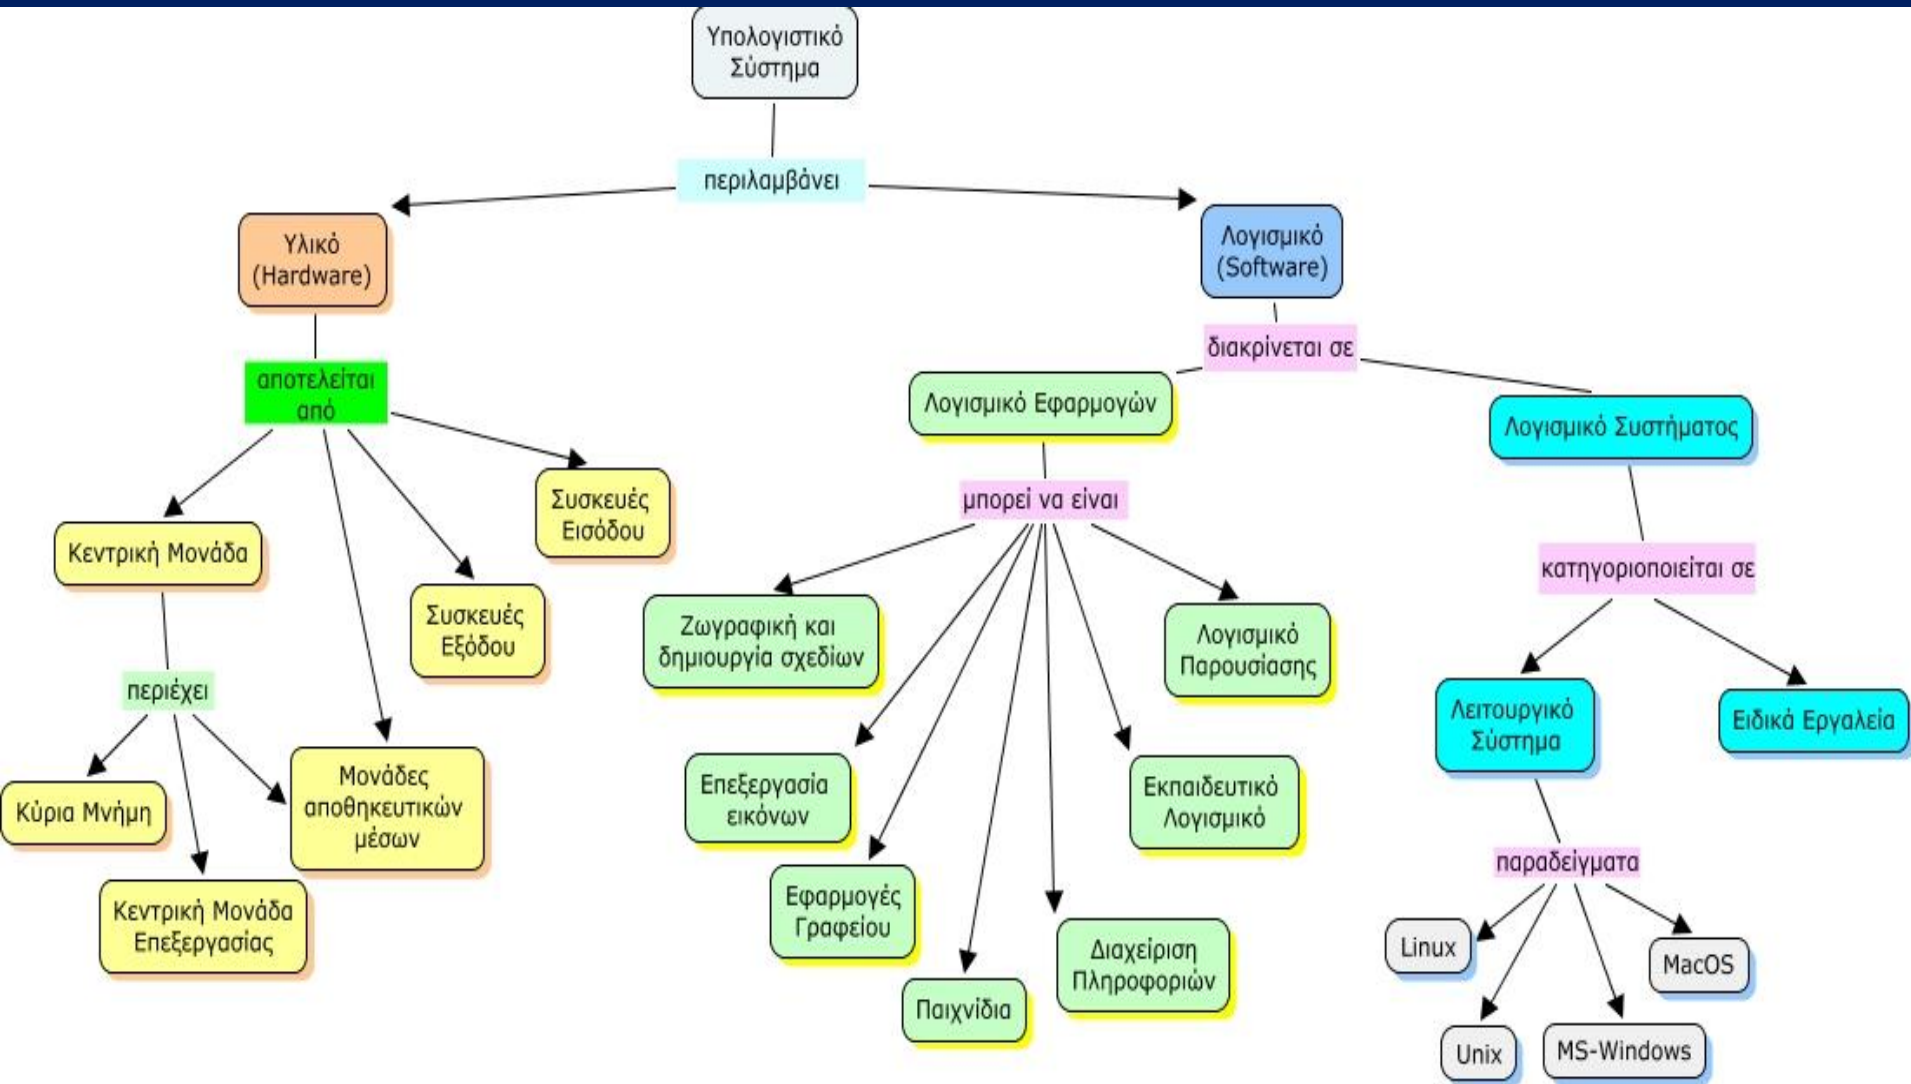 Υπολογιστικό
Σύστημα
περιλαμβάνει
Υλικό
(Hardware)
Λογισμικό
(Software)
αποτελείται
από
διακρίνεται σε
Λογισμικό Εφαρμογών
Λογισμικό Συστήματος
Συσκευές
Εισόδου
Κεντρική Μονάδα
Συσκευές
Εξόδου
περιέχει
Κύρια Μνήμη
Μονάδες
αποθηκευτικών
μέσων
Κεντρική Μονάδα
Επεξεργασίας
μπορεί να είναι
Ζωγραφική και
δημιουργία σχεδίων
Λογισμικό
Παρουσίασης
Επεξεργασία
εικόνων
Εκπαιδευτικό
Λογισμικό
Εφαρμογές
Γραφείου
Διαχείριση
Πληροφοριών
Παιχνίδια
κατηγοριοποιείται σε
Λειτουργικό
Σύστημα
Ειδικά Εργαλεία
παραδείγματα
Linux
MacOS
Unix
MS-Windows